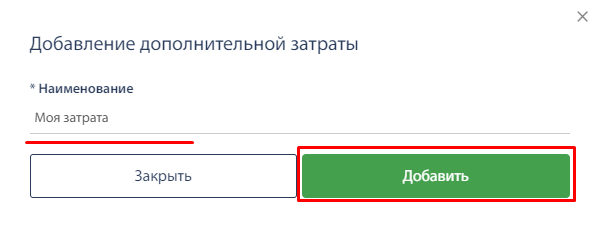 Добавление дополнительной затраты
* Наименование
Моя затрата
Закрыть
Добавить